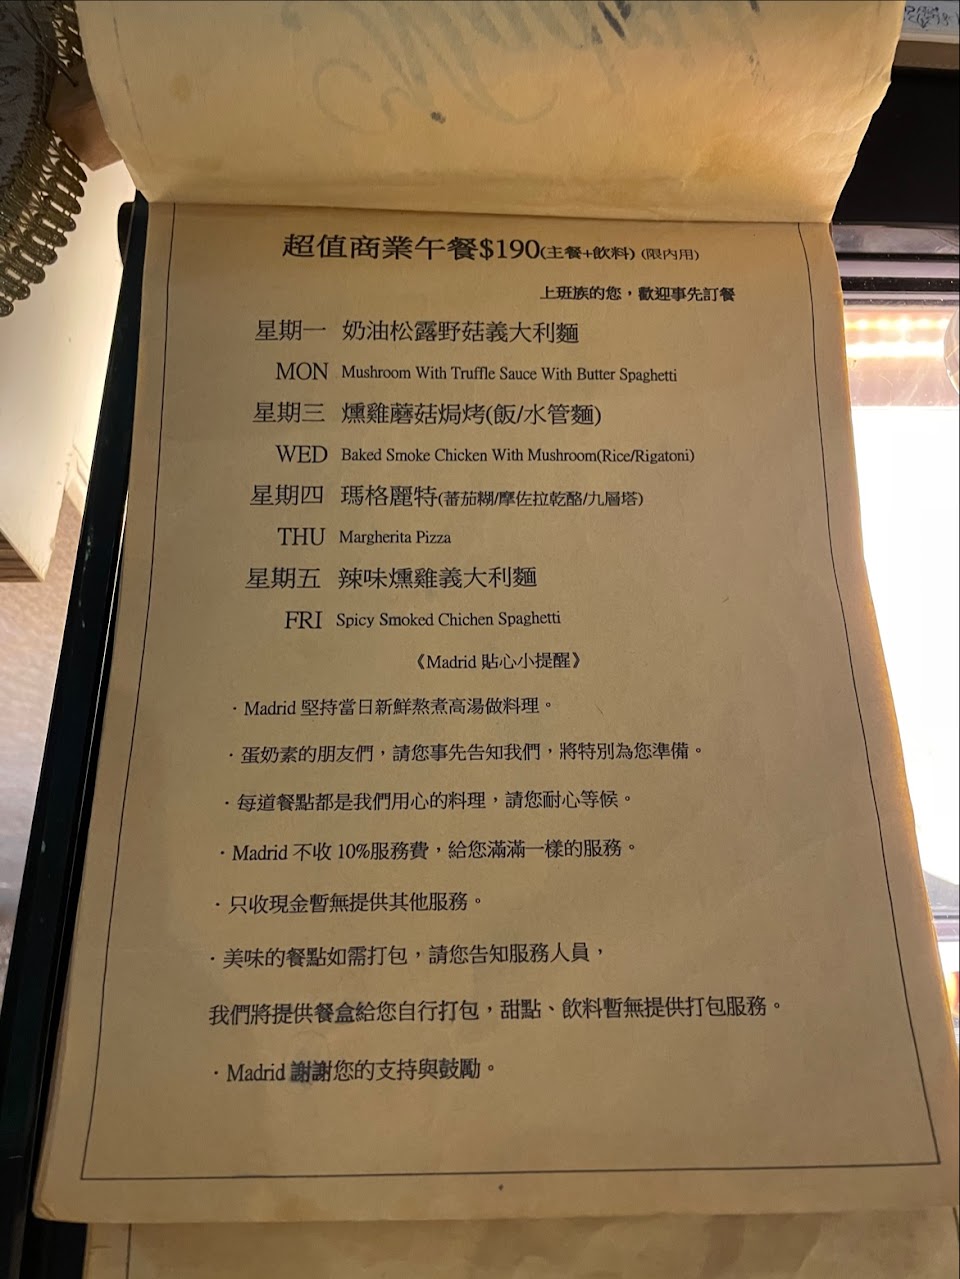 超值商業午餐$190(主餐+飲料) (限內用)
上班族的您，歡迎事先訂餐
星期一 奶油松露野菇義大利麵
MON Mushroom With Truffle Sauce With Butter Spaghetti
星期三 燻雞蘑菇焗烤(飯/水管麵)
WED Baked Smoke Chicken With Mushroom(Rice/Rigatoni)
星期四 瑪格麗特(蕃茄糊/摩佐拉乾酪/九層塔)
THU Margherita Pizza
星期五 辣味燻雞義大利麵
FRI Spicy Smoked Chichen Spaghetti
《Madrid 貼心小提醒》
．Madrid 堅持當日新鮮熬煮高湯做料理。
．蛋奶素的朋友們，請您事先告知我們，將特別為您準備。
．每道餐點都是我們用心的料理，請您耐心等候。
．Madrid 不收 10%服務費，給您滿滿一樣的服務。
．只收現金暫無提供其他服務。
．美味的餐點如需打包，請您告知服務人員，
我們將提供餐盒給您自行打包，甜點、飲料暫無提供打包服務。
．Madrid 謝謝您的支持與鼓勵。